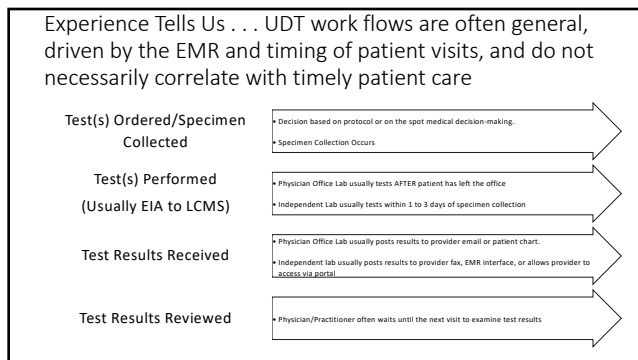 Experience Tells Us . . . UDT work flows are often general,
driven by the EMR and timing of patient visits, and do not
necessarily correlate with timely patient care
Test(s) Ordered/Specimen
Collected
• Decision based on protocol or on the spot medical decision-making.
• Specimen Collection Occurs
Test(s) Performed
(Usually EIA to LCMS)
• Physician Office Lab usually tests AFTER patient has left the office
• Independent Lab usually tests within 1 to 3 days of specimen collection
Test Results Received
• Physician Office Lab usually posts results to provider email or patient chart.
• Independent lab usually posts results to provider fax, EMR interface, or allows provider to
access via portal
Test Results Reviewed
• Physician/Practitioner often waits until the next visit to examine test results